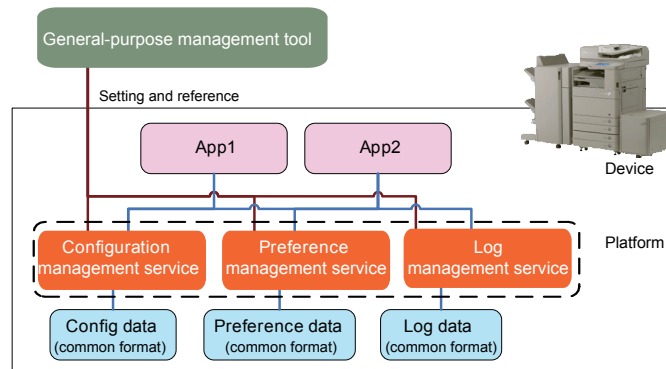 General-purpose management tool
Setting and reference
App1
App2
Device
Configuration
management service
Preference
management service
Log
management service
Platform
Config data
(common format)
Preference data
(common format)
Log data
(common format)